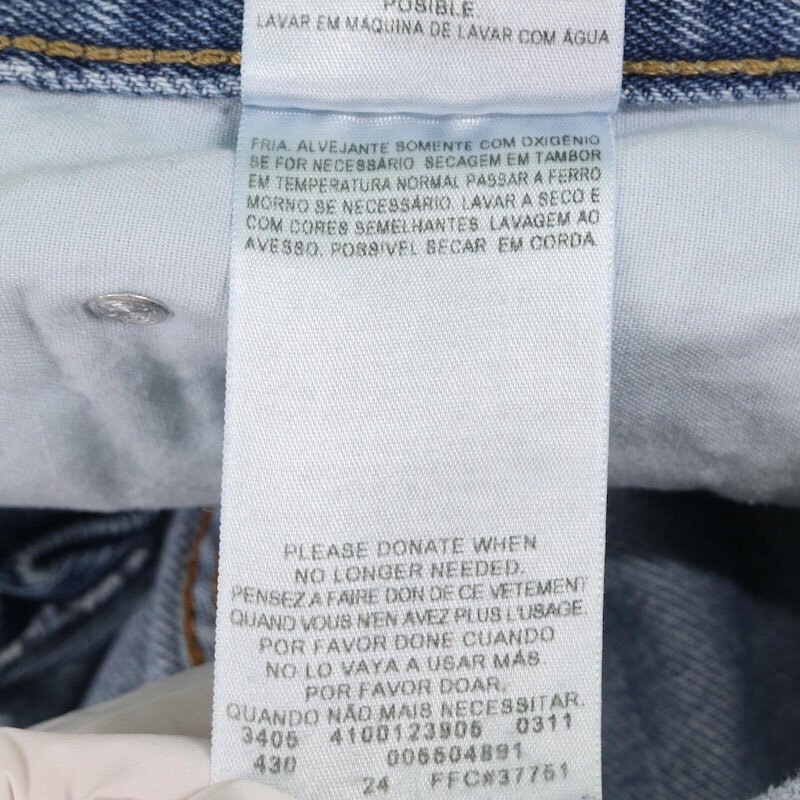 POSIBLE
LAVAR EM MÁQUINA DE LAVAR COM ÁGUA
FRIA. ALVEJANTE SOMENTE COM OXIGÊNIO
SE FOR NECESSÁRIO. SECAGEM EM TAMBOR
EM TEMPERATURA NORMAL PASSAR A FERRO
MORNO SE NECESSÁRIO. LAVAR A SECO E
COM CORES SEMELHANTES. LAVAGEM AO
AVESSO. POSSÍVEL SECAR EM CORDA.
PLEASE DONATE WHEN
NO LONGER NEEDED.
PENSEZ A FAIRE DON DE CE VETEMENT
QUAND VOUS N'EN AVEZ PLUS L'USAGE.
POR FAVOR DONE CUANDO
NO LO VAYA A USAR MÁS
POR FAVOR DOAR,
QUANDO NÃO MAIS NECESSITAR.
3405 4100123905 0311
430 005504891
24 FFC#37751